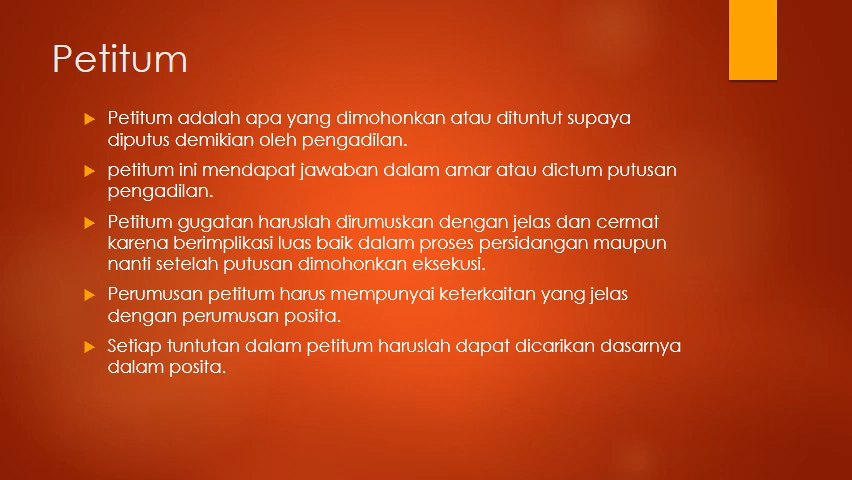 Petitum
Petitum adalah apa yang dimohonkan atau dituntut supaya
diputus demikian oleh pengadilan.
petitum ini mendapat jawaban dalam amar atau dictum putusan
pengadilan.
Petitum gugatan haruslah dirumuskan dengan jelas dan cermat
karena berimplikasi luas baik dalam proses persidangan maupun
nanti setelah putusan dimohonkan eksekusi.
Perumusan petitum harus mempunyai keterkaitan yang jelas
dengan perumusan posita.
Setiap tuntutan dalam petitum haruslah dapat dicarikan dasarnya
dalam posita.